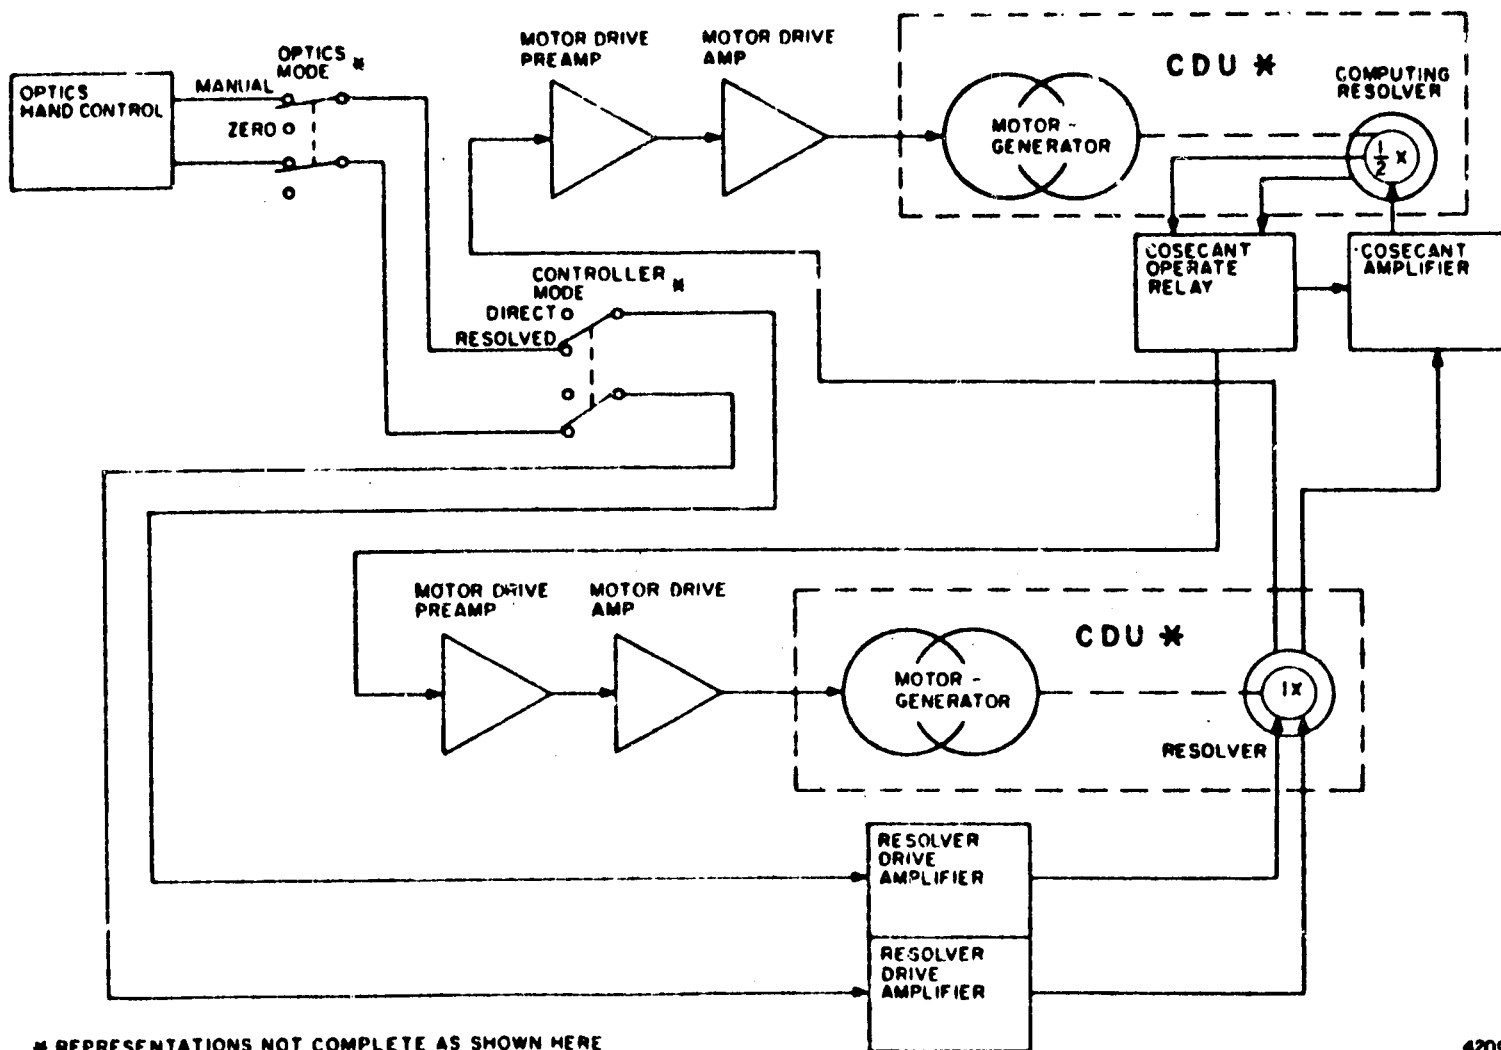 OPTICS
HAND CONTROL
MANUAL
OPTICS
MODE *
ZERO
MOTOR DRIVE
PREAMP
MOTOR DRIVE
AMP
CDU *
MOTOR -
GENERATOR
COMPUTING
RESOLVER
1/2 X
COSECANT
OPERATE
RELAY
COSECANT
AMPLIFIER
CONTROLLER
MODE *
DIRECT
RESOLVED
MOTOR DRIVE
PREAMP
MOTOR DRIVE
AMP
CDU *
MOTOR -
GENERATOR
1X
RESOLVER
RESOLVER
DRIVE
AMPLIFIER
RESOLVER
DRIVE
AMPLIFIER
* REPRESENTATIONS NOT COMPLETE AS SHOWN HERE